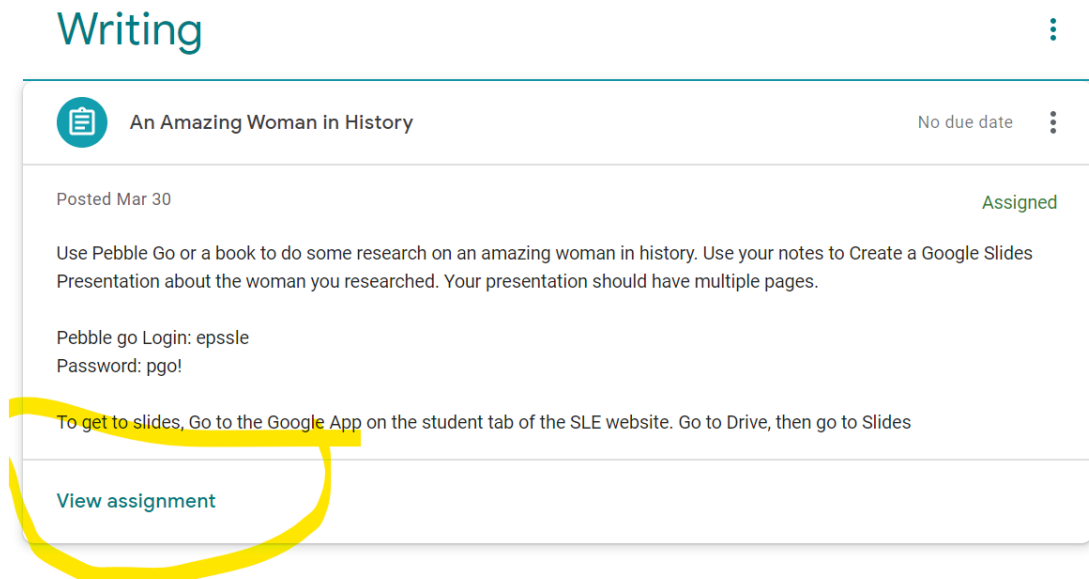 Writing
An Amazing Woman in History No due date
Posted Mar 30 Assigned
Use Pebble Go or a book to do some research on an amazing woman in history. Use your notes to Create a Google Slides
Presentation about the woman you researched. Your presentation should have multiple pages.
Pebble go Login: epssle
Password: pgo!
To get to slides, Go to the Google App on the student tab of the SLE website. Go to Drive, then go to Slides
View assignment